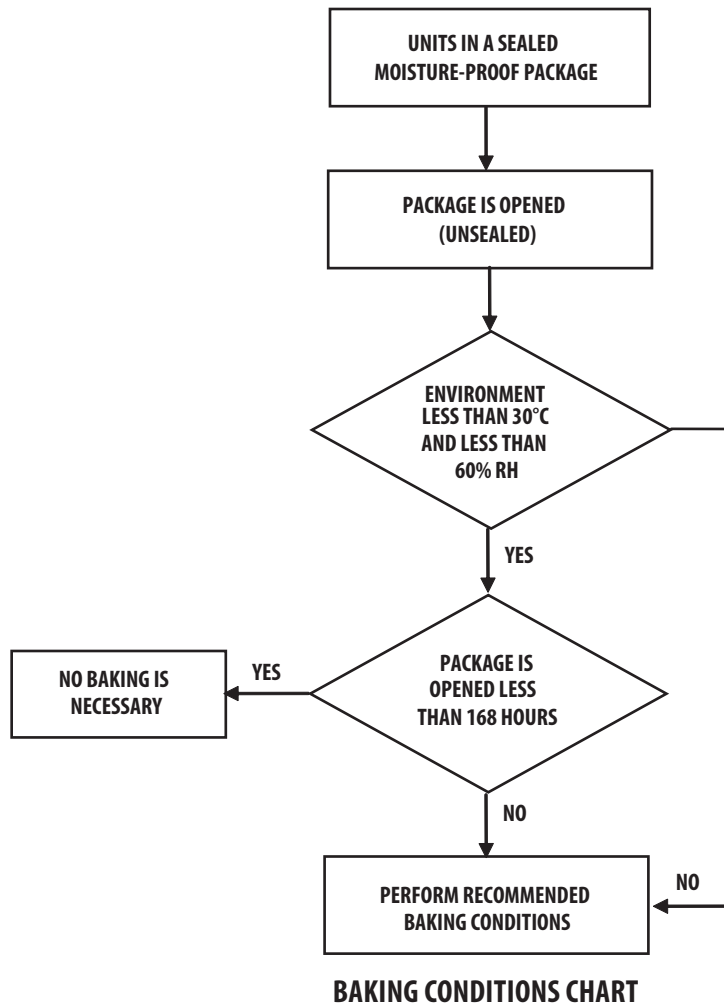 UNITS IN A SEALED
MOISTURE-PROOF PACKAGE
PACKAGE IS OPENED
(UNSEALED)
ENVIRONMENT
LESS THAN 30°C
AND LESS THAN
60% RH
YES
PACKAGE IS
OPENED LESS
THAN 168 HOURS
YES
NO BAKING IS
NECESSARY
NO
PERFORM RECOMMENDED
BAKING CONDITIONS
NO
BAKING CONDITIONS CHART